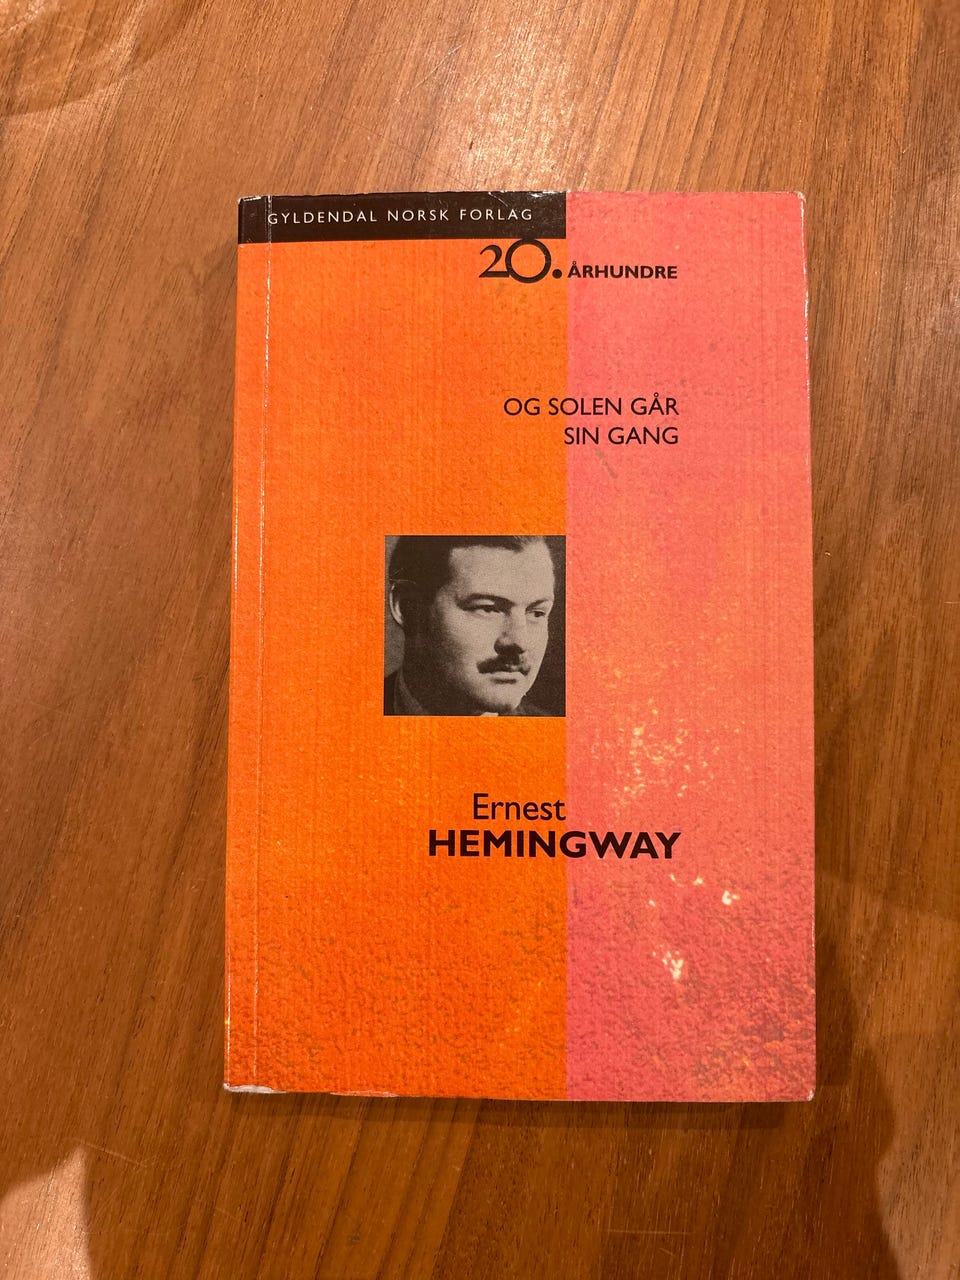 GYLDENDAL NORSK FORLAG
20. ÅRHUNDRE
OG SOLEN GÅR
SIN GANG
Ernest
HEMINGWAY